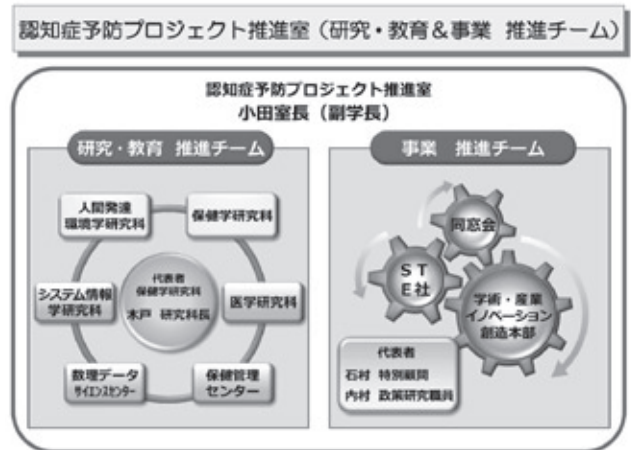 認知症予防プロジェクト推進室（研究・教育＆事業 推進チーム）
認知症予防プロジェクト推進室
小田室長（副学長）
研究・教育 推進チーム
人間発達
環境学研究科
保健学研究科
システム情報
学研究科
代表者
保健学研究科
木戸 研究科長
医学研究科
数理データ
サイエンスセンター
保健管理
センター
事業 推進チーム
同窓会
ST
E社
学術・産業
イノベーション
創造本部
代表者
石村 特別顧問
内村 政策研究職員